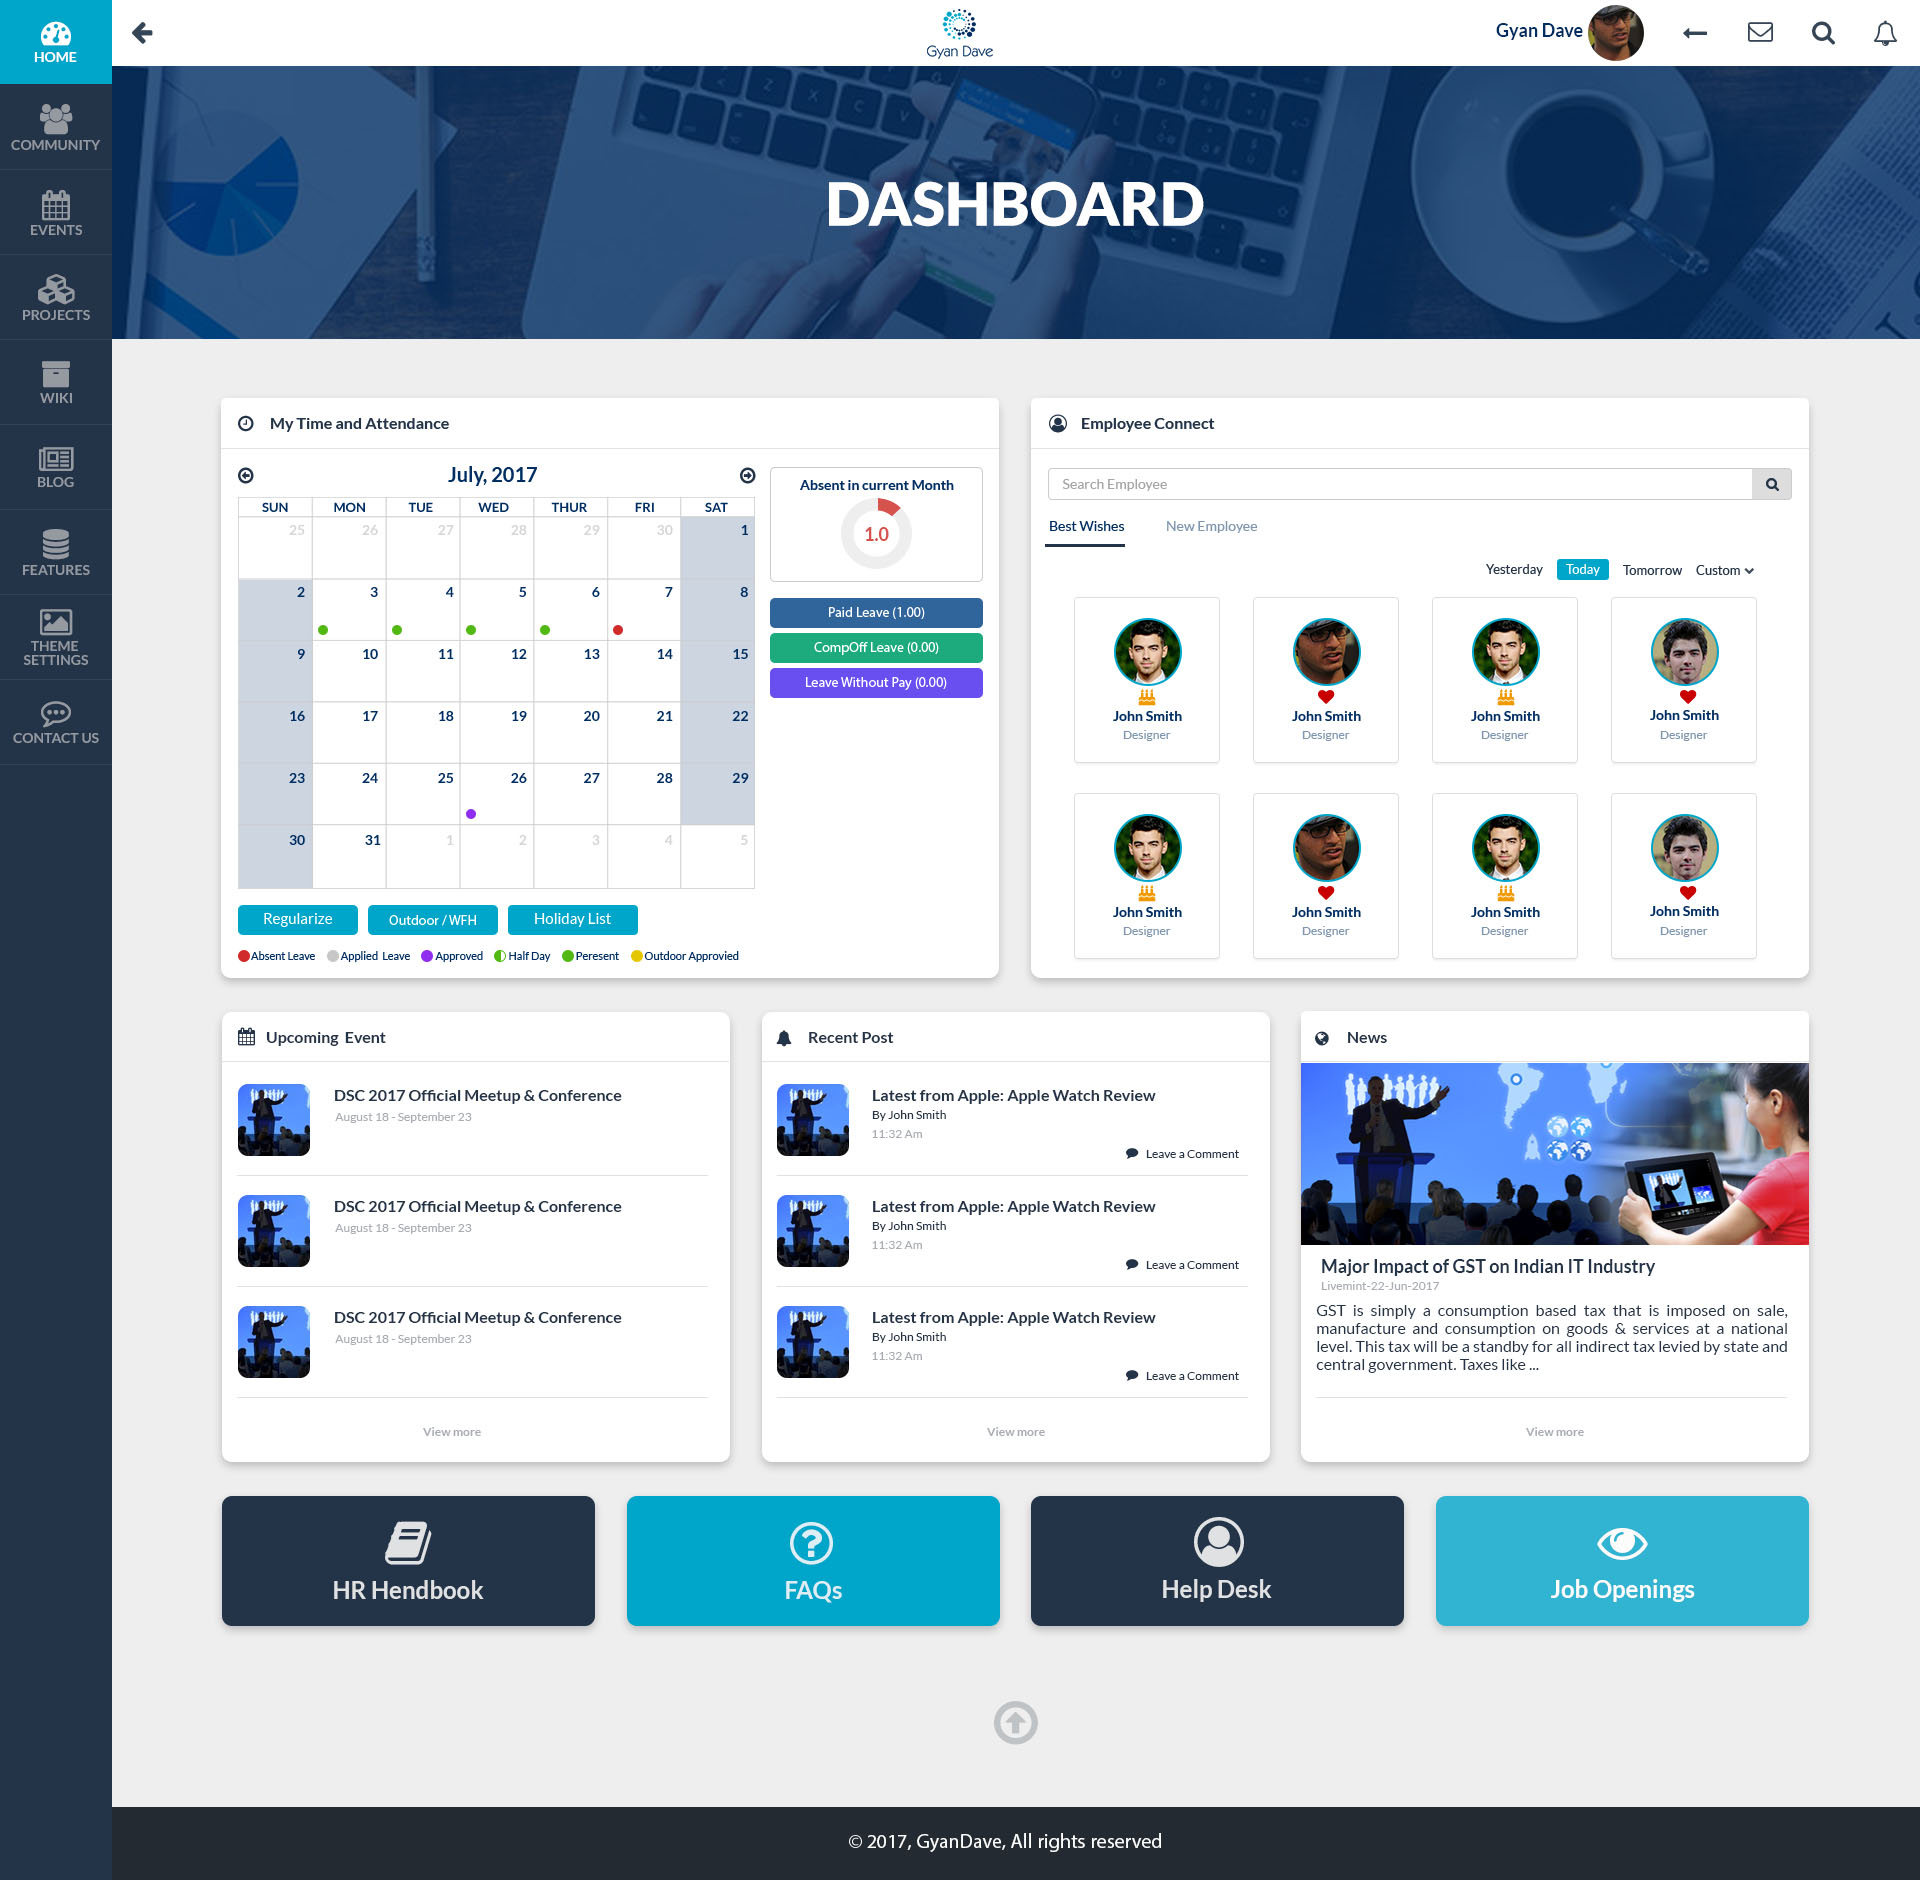 HOME
COMMUNITY
EVENTS
PROJECTS
WIKI
BLOG
FEATURES
THEME
SETTINGS
CONTACT US
Gyan Dave
Gyan Dave
DASHBOARD
My Time and Attendance
July, 2017
SUN MON TUE WED THUR FRI SAT
25 26 27 28 29 30 1
2 3 4 5 6 7 8
9 10 11 12 13 14 15
16 17 18 19 20 21 22
23 24 25 26 27 28 29
30 31 1 2 3 4 5
Regularize Outdoor / WFH Holiday List
Absent Leave Applied Leave Approved Half Day Peresent Outdoor Approvied
Absent in current Month
1.0
Paid Leave (1.00)
CompOff Leave (0.00)
Leave Without Pay (0.00)
Employee Connect
Search Employee
Best Wishes New Employee
Yesterday Today Tomorrow Custom
John Smith John Smith John Smith John Smith
Designer Designer Designer Designer
John Smith John Smith John Smith John Smith
Designer Designer Designer Designer
Upcoming Event
DSC 2017 Official Meetup & Conference
August 18 - September 23
DSC 2017 Official Meetup & Conference
August 18 - September 23
DSC 2017 Official Meetup & Conference
August 18 - September 23
View more
Recent Post
Latest from Apple: Apple Watch Review
By John Smith
11:32 Am
Leave a Comment
Latest from Apple: Apple Watch Review
By John Smith
11:32 Am
Leave a Comment
Latest from Apple: Apple Watch Review
By John Smith
11:32 Am
Leave a Comment
View more
News
Major Impact of GST on Indian IT Industry
Livemint-22-Jun-2017
GST is simply a consumption based tax that is imposed on sale,
manufacture and consumption on goods & services at a national
level. This tax will be a standby for all indirect tax levied by state and
central government. Taxes like ...
View more
HR Hendbook
FAQs
Help Desk
Job Openings
© 2017, GyanDave, All rights reserved